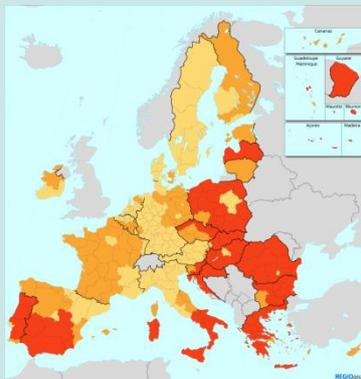 Canarias
Guadeloupe
Martinique
Guyane
Mayotte
Réunion
Açores
Madeira
REGIOgis